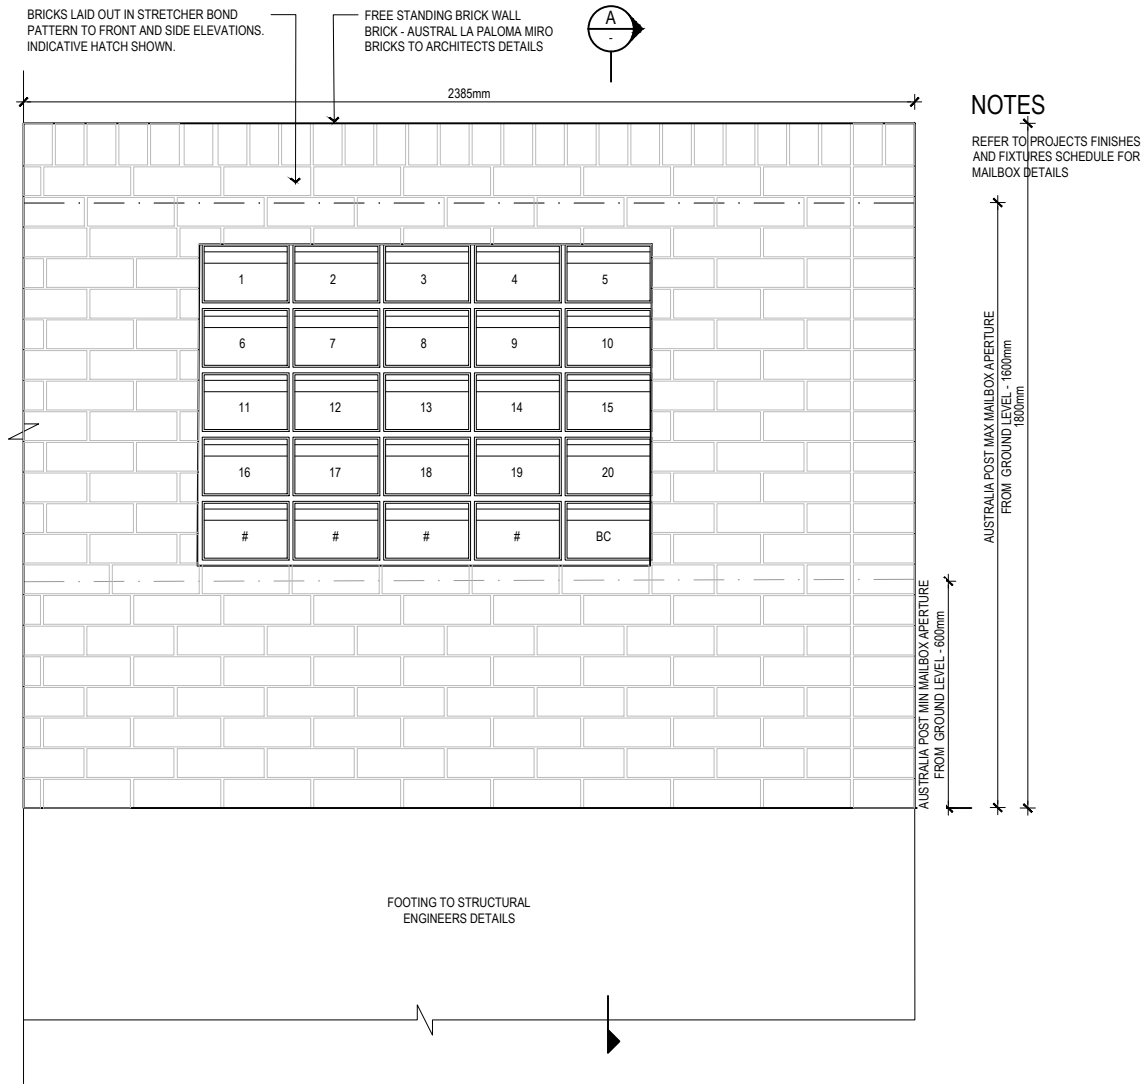 BRICKS LAID OUT IN STRETCHER BOND
PATTERN TO FRONT AND SIDE ELEVATIONS.
INDICATIVE HATCH SHOWN.
FREE STANDING BRICK WALL
BRICK - AUSTRAL LA PALOMA MIRO
BRICKS TO ARCHITECTS DETAILS
A
-
2385mm
NOTES
REFER TO PROJECTS FINISHES
AND FIXTURES SCHEDULE FOR
MAILBOX DETAILS
1 2 3 4 5
6 7 8 9 10
11 12 13 14 15
16 17 18 19 20
# # # # BC
AUSTRALIA POST MIN MAILBOX APERTURE
FROM GROUND LEVEL - 600mm
AUSTRALIA POST MAX MAILBOX APERTURE
FROM GROUND LEVEL - 1600mm
1800mm
FOOTING TO STRUCTURAL
ENGINEERS DETAILS